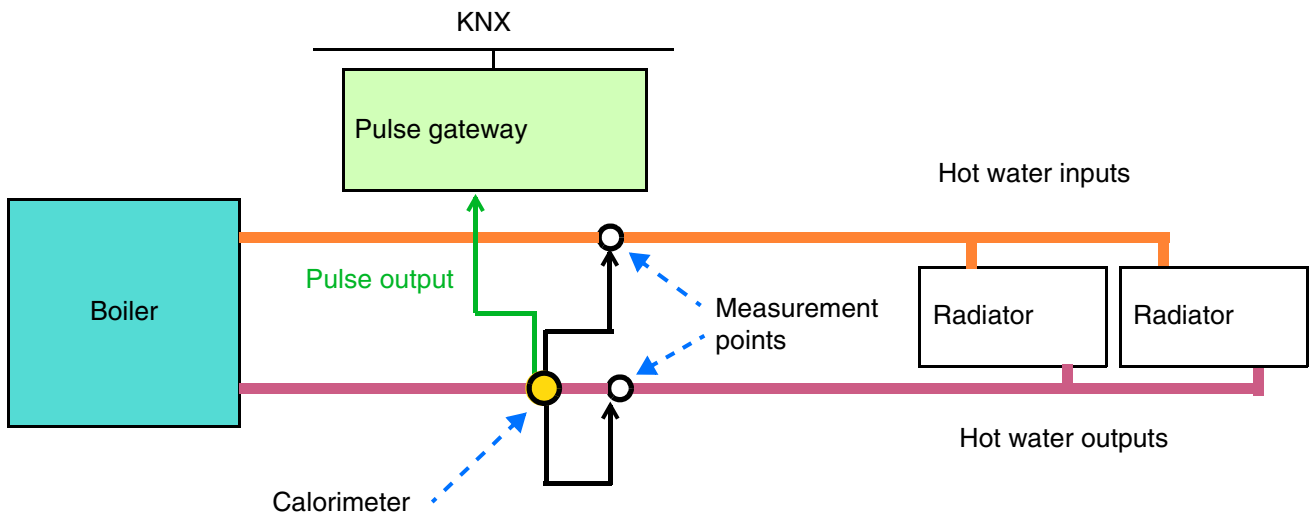 KNX
Pulse gateway
Hot water inputs
Pulse output
Boiler
Measurement
points
Radiator
Radiator
Hot water outputs
Calorimeter